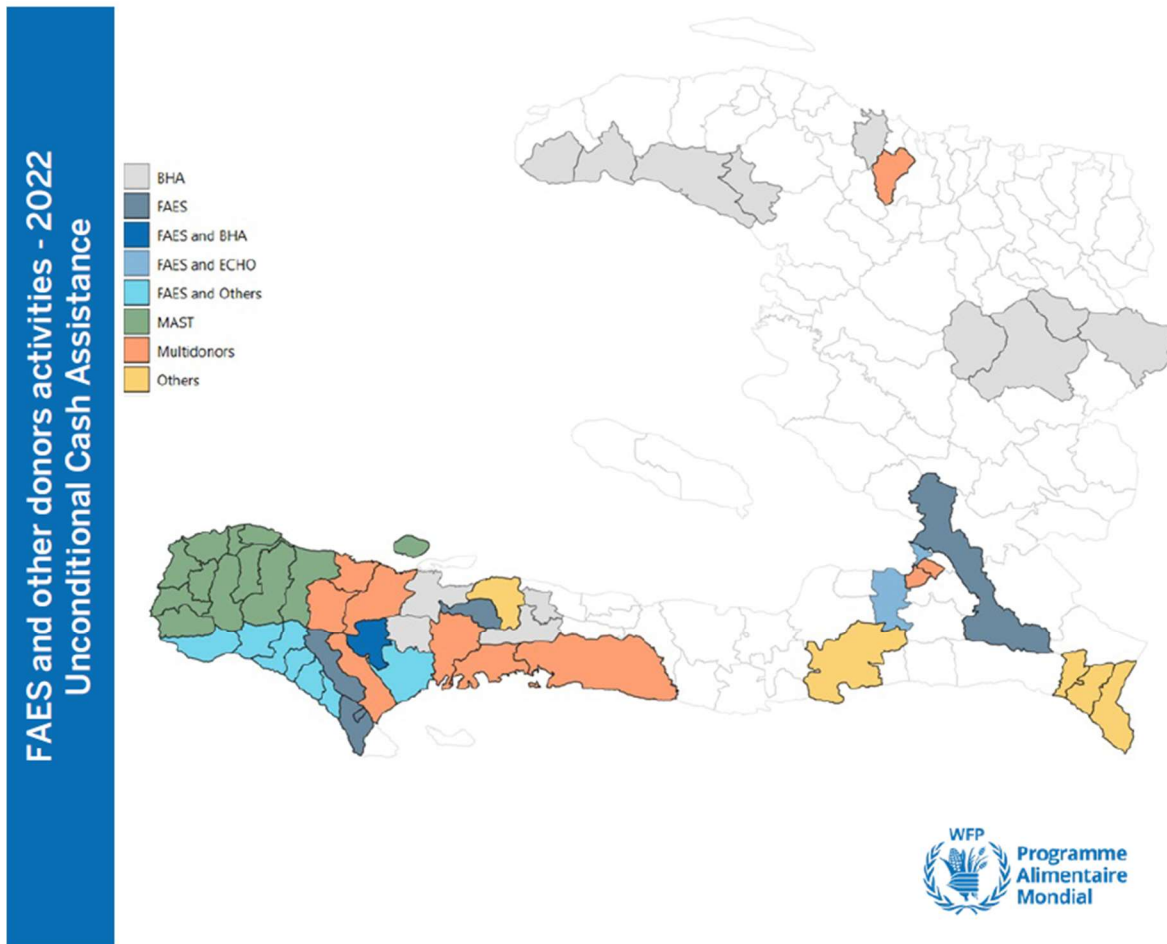 FAES and other donors activities - 2022
Unconditional Cash Assistance
BHA
FAES
FAES and BHA
FAES and ECHO
FAES and Others
MAST
Multidonors
Others
WFP
Programme
Alimentaire
Mondial